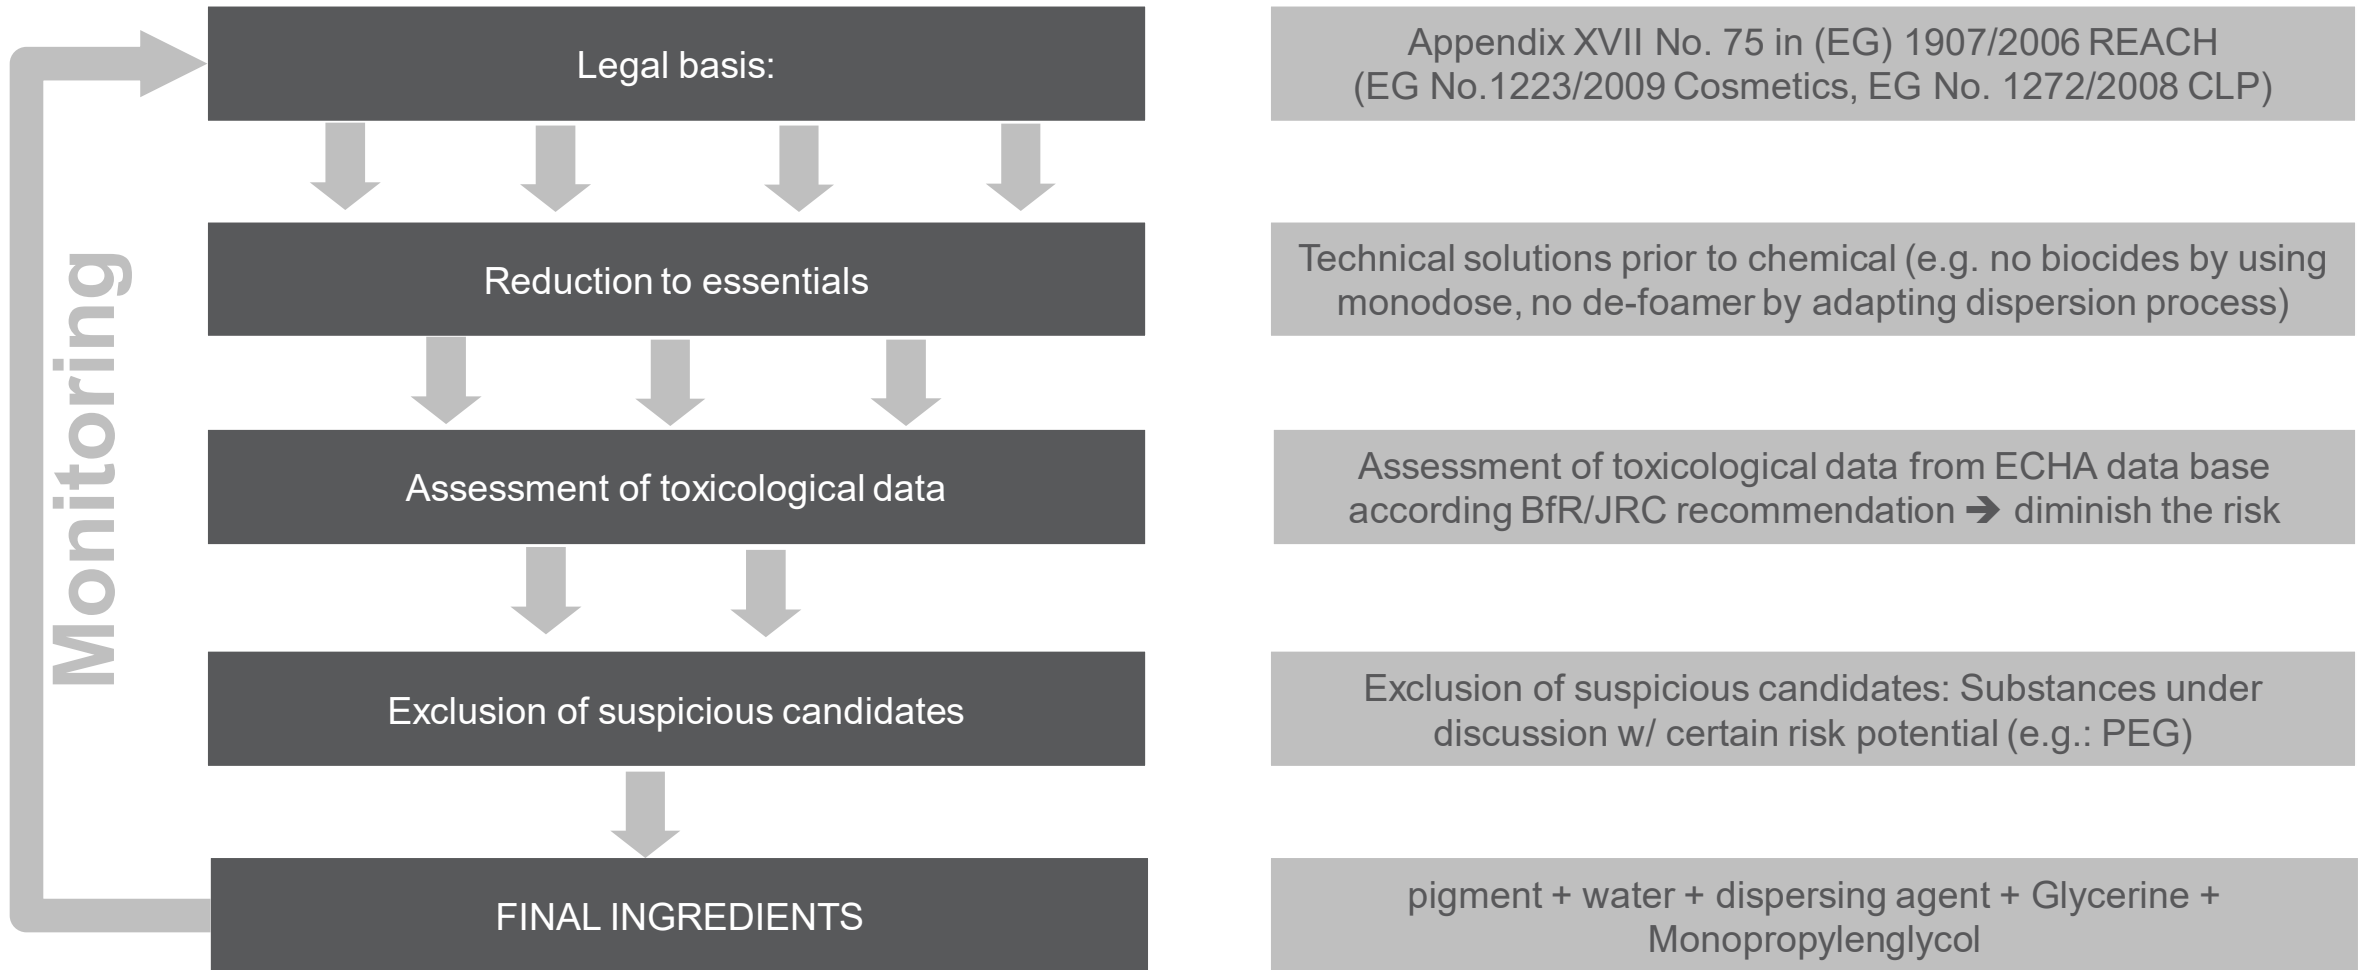 Monitoring
Legal basis:
Appendix XVII No. 75 in (EG) 1907/2006 REACH
(EG No.1223/2009 Cosmetics, EG No. 1272/2008 CLP)
Reduction to essentials
Technical solutions prior to chemical (e.g. no biocides by using
monodose, no de-foamer by adapting dispersion process)
Assessment of toxicological data
Assessment of toxicological data from ECHA data base
according BfR/JRC recommendation ➔ diminish the risk
Exclusion of suspicious candidates
Exclusion of suspicious candidates: Substances under
discussion w/ certain risk potential (e.g.: PEG)
FINAL INGREDIENTS
pigment + water + dispersing agent + Glycerine +
Monopropylenglycol